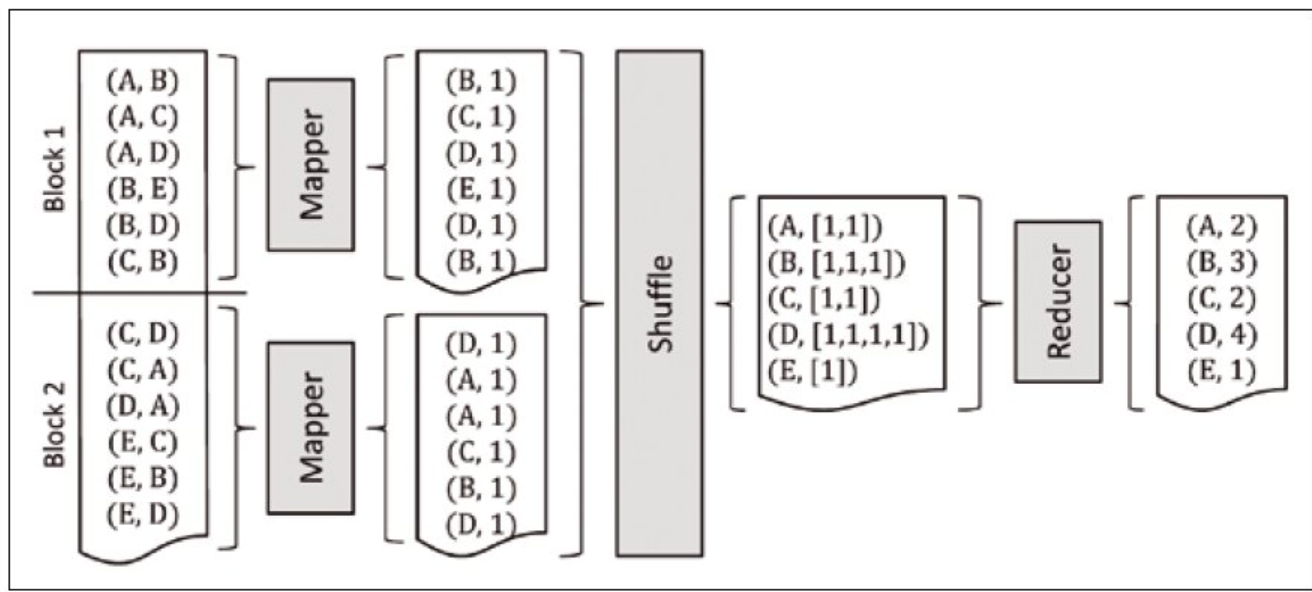 Block 1
(A, B)
(A, C)
(A, D)
(B, E)
(B, D)
(C, B)
Mapper
(B, 1)
(C, 1)
(D, 1)
(E, 1)
(D, 1)
(B, 1)
Block 2
(C, D)
(C, A)
(D, A)
(E, C)
(E, B)
(E, D)
Mapper
(D, 1)
(A, 1)
(A, 1)
(C, 1)
(B, 1)
(D, 1)
Shuffle
(A, [1,1])
(B, [1,1,1])
(C, [1,1])
(D, [1,1,1,1])
(E, [1])
Reducer
(A, 2)
(B, 3)
(C, 2)
(D, 4)
(E, 1)